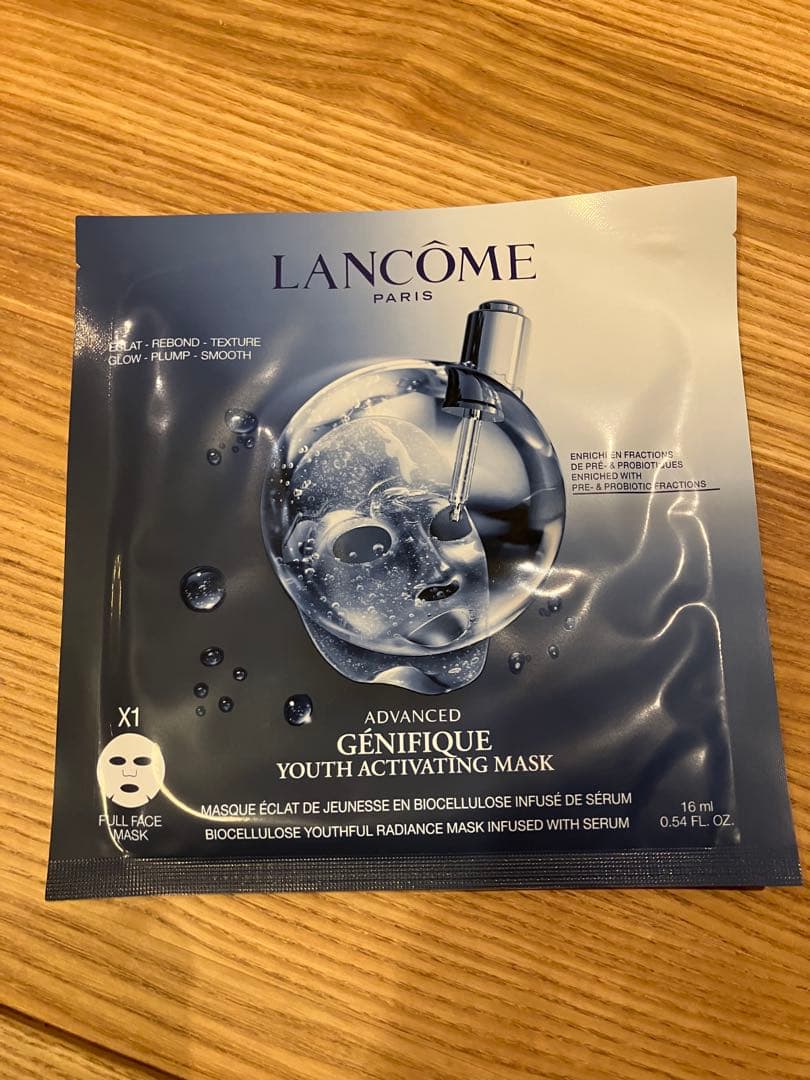 LANCÔME
PARIS
ÉCLAT - REBOND - TEXTURE
GLOW - PLUMP - SMOOTH
ENRICHI EN FRACTIONS
DE PRÉ- & PROBIOTIQUES
ENRICHED WITH
PRE- & PROBIOTIC FRACTIONS
X1
FULL FACE
MASK
ADVANCED
GÉNIFIQUE
YOUTH ACTIVATING MASK
MASQUE ÉCLAT DE JEUNESSE EN BIOCELLULOSE INFUSÉ DE SÉRUM
BIOCELLULOSE YOUTHFUL RADIANCE MASK INFUSED WITH SERUM
16 ml
0.54 FL. OZ.